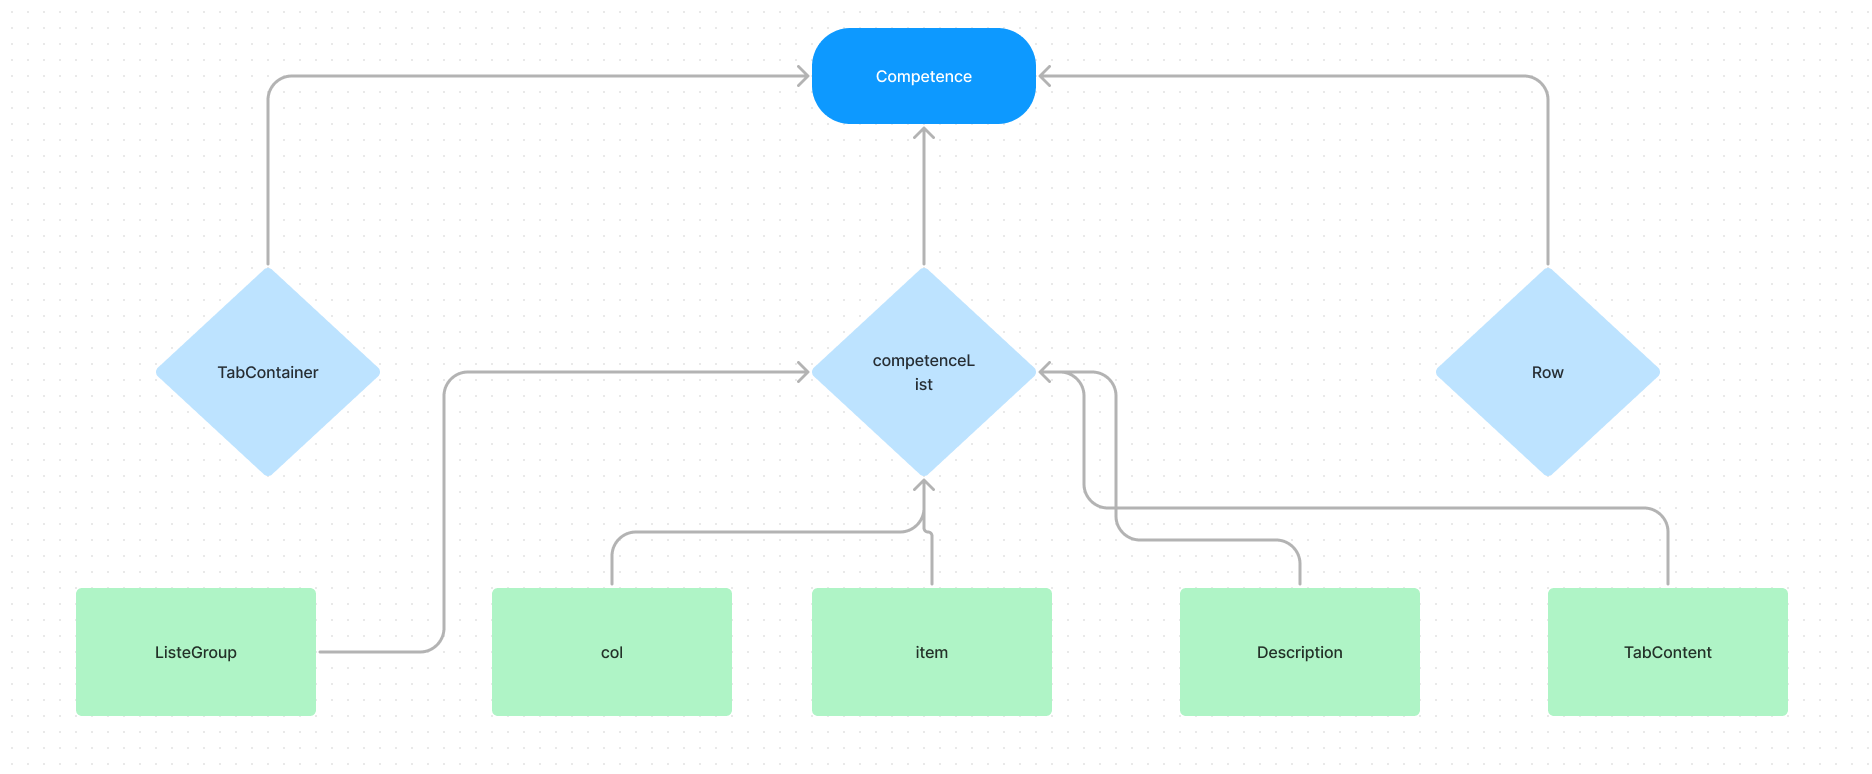 Competence
TabContainer
competenceL
ist
Row
ListeGroup
col
item
Description
TabContent